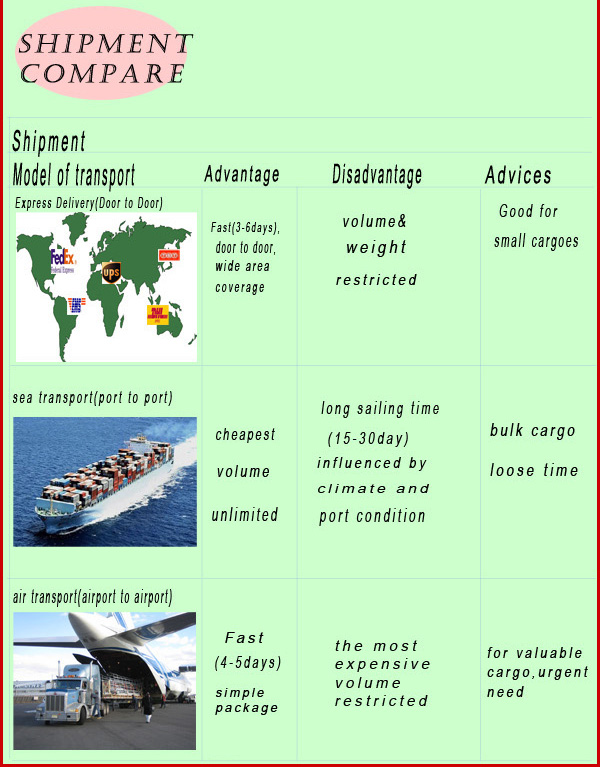 SHIPMENT
COMPARE
Shipment
Model of transport
Advantage
Disadvantage
Advices
Express Delivery(Door to Door)
FedEx
Federal Express
ups
Fast(3-6days),
door to door,
wide area
coverage
volume&
weight
restricted
Good for
small cargoes
sea transport(port to port)
cheapest
volume
unlimited
long sailing time
(15-30day)
influenced by
climate and
port condition
bulk cargo
loose time
air transport(airport to airport)
Fast
(4-5days)
simple
package
the most
expensive
volume
restricted
for valuable
cargo,urgent
need